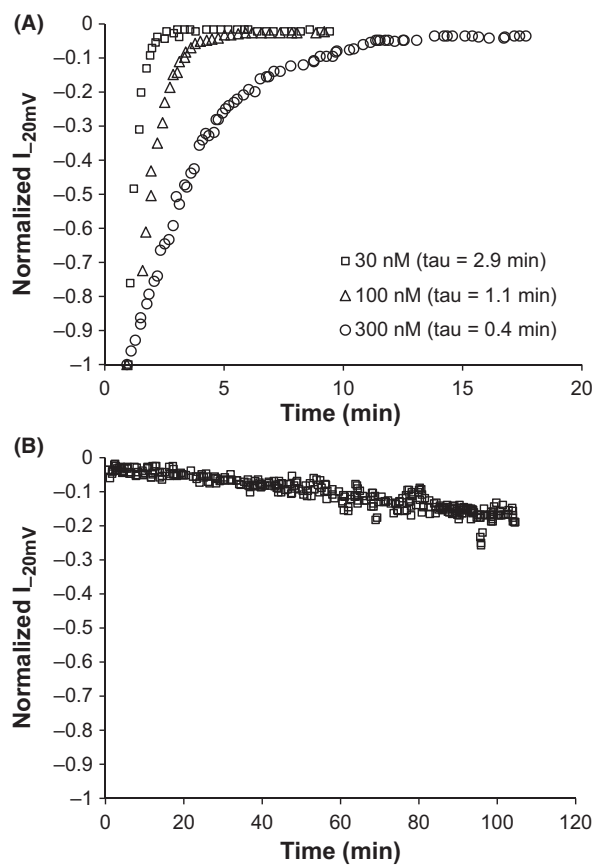 (A)
0
–0.1
–0.2
–0.3
–0.4
–0.5
–0.6
–0.7
–0.8
–0.9
–1
Normalized I_20mV
30 nM (tau = 2.9 min)
100 nM (tau = 1.1 min)
300 nM (tau = 0.4 min)
0 5 10 15 20
Time (min)
(B)
0
–0.1
–0.2
–0.3
–0.4
–0.5
–0.6
–0.7
–0.8
–0.9
–1
Normalized I_20mV
0 20 40 60 80 100 120
Time (min)